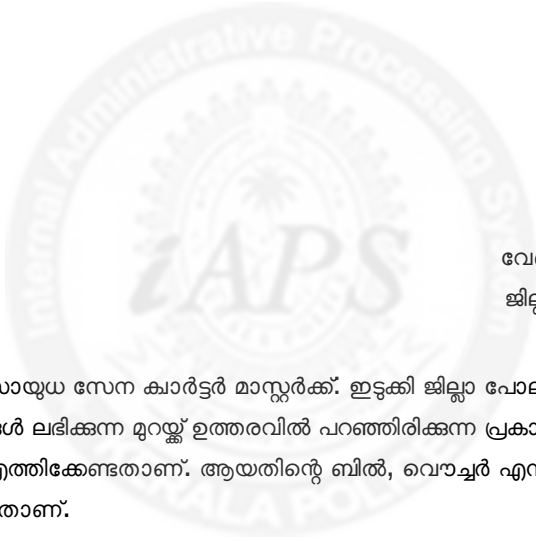 Internal Administrative Processing System
iAPS
KERALA POLICE
വേ
ജില്ല
സായുധ സേന ക്വാർട്ടർ മാസ്റ്റർക്ക്. ഇടുക്കി ജില്ലാ പോല
ലഭിക്കുന്ന മുറയ്ക്ക് ഉത്തരവിൽ പറഞ്ഞിരിക്കുന്ന പ്രകാ
എത്തിക്കേണ്ടതാണ്. ആയതിന്റെ ബിൽ, വൌച്ചർ എന
താണ്.